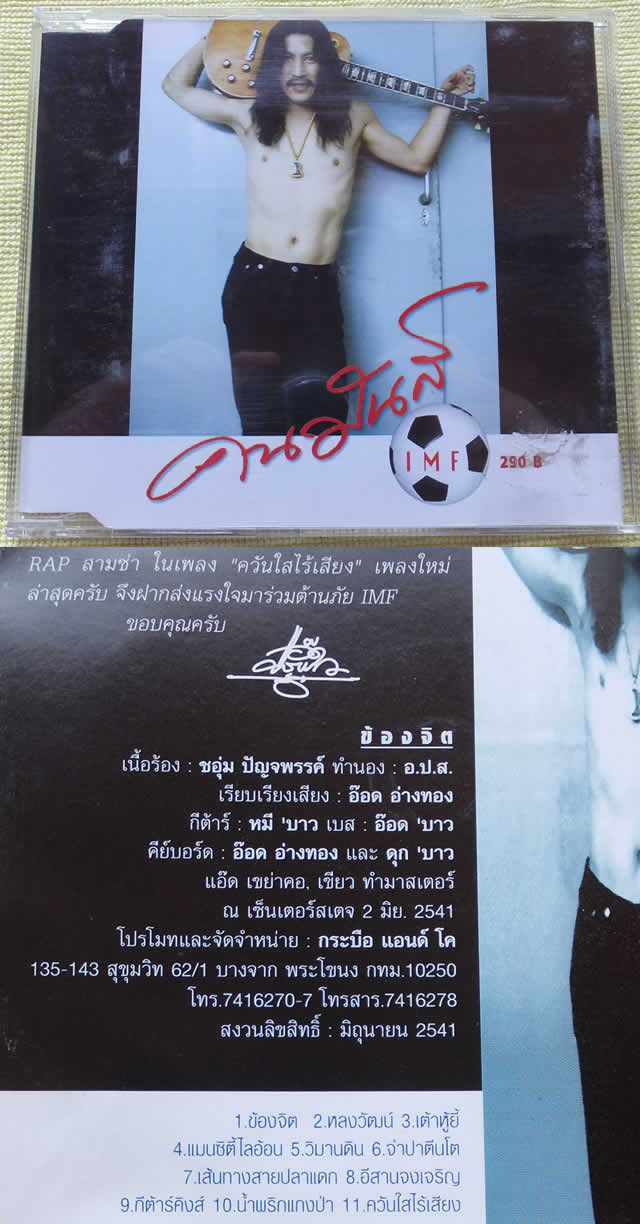 คนมันส์
IMF
290 B
RAP สามช่า ในเพลง "ควันใสไร้เสียง" เพลงใหม่
ล่าสุดครับ จึงฝากส่งแรงใจมาร่วมต้านภัย IMF
ขอบคุณครับ
ข้องจิต
เนื้อร้อง : ชอุ่ม ปัญจพรรค์ ทำนอง : อ.ป.ส.
เรียบเรียงเสียง : อ๊อด อ่างทอง
กีต้าร์ : หมี 'บาว เบส : อ๊อด 'บาว
คีย์บอร์ด : อ๊อด อ่างทอง และ ดุก 'บาว
แอ๊ด เขย่าคอ, เขียว ทำมาสเตอร์
ณ เซ็นเตอร์สเตจ 2 มิย. 2541
โปรโมทและจัดจำหน่าย : กระบือ แอนด์ โค
135-143 สุขุมวิท 62/1 บางจาก พระโขนง กทม.10250
โทร.7416270-7 โทรสาร.7416278
สงวนลิขสิทธิ์ : มิถุนายน 2541
1.ข้องจิต 2.ทลงวัฒน์ 3.เต้าหู้ยี้
4.แมนซิตี้ไลอ้อน 5.วิมานดิน 6.จำปาตีนโต
7.เส้นทางสายปลาแดก 8.อีสานจงเจริญ
9.กีต้าร์คิงส์ 10.น้ำพริกแกงป่า 11.ควันใสไร้เสียง